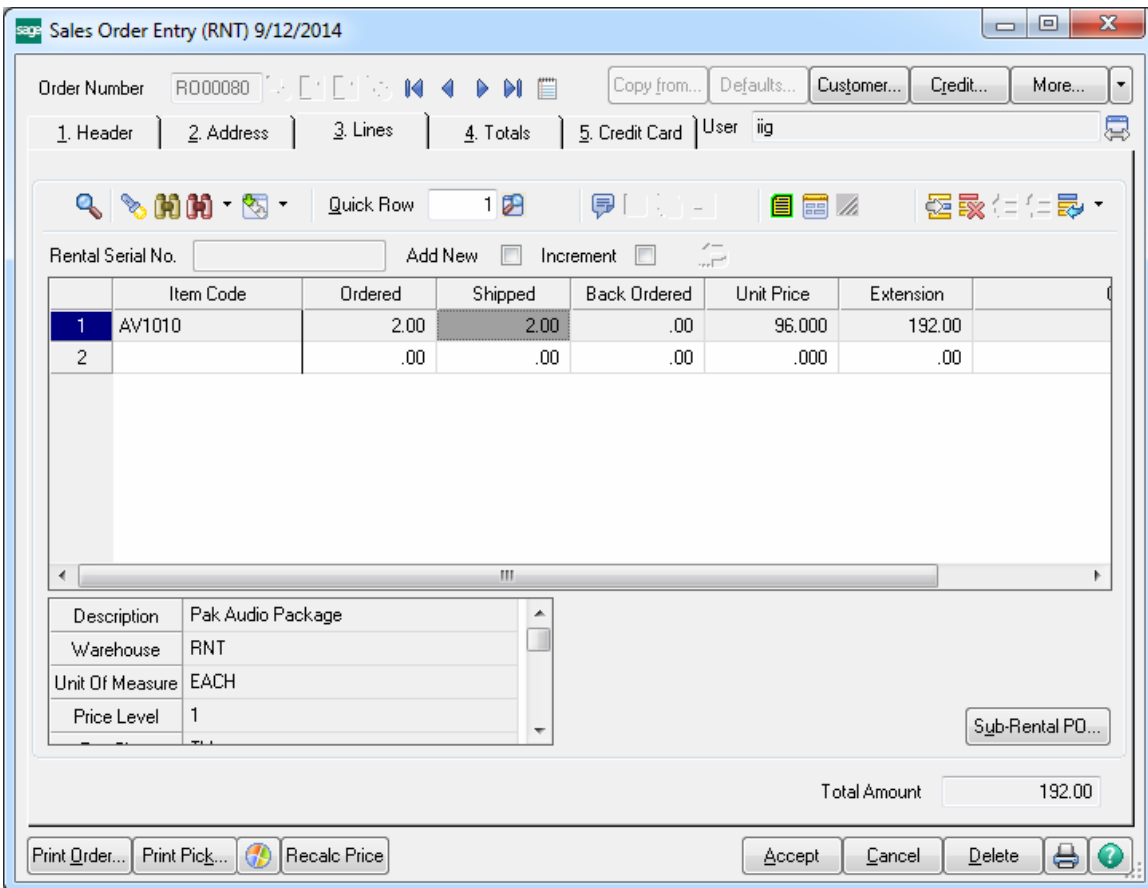 sage Sales Order Entry (RNT) 9/12/2014
Order Number RO00080 Copy from... Defaults... Customer... Credit... More...
1. Header 2. Address 3. Lines 4. Totals 5. Credit Card User iig
Quick Row 1
Rental Serial No. Add New Increment
Item Code Ordered Shipped Back Ordered Unit Price Extension
1 AV1010 2.00 2.00 .00 96.000 192.00
2 .00 .00 .00 .000 .00
Description Pak Audio Package
Warehouse RNT
Unit Of Measure EACH
Price Level 1
Sub-Rental PO...
Total Amount 192.00
Print Order... Print Pick... Recalc Price Accept Cancel Delete